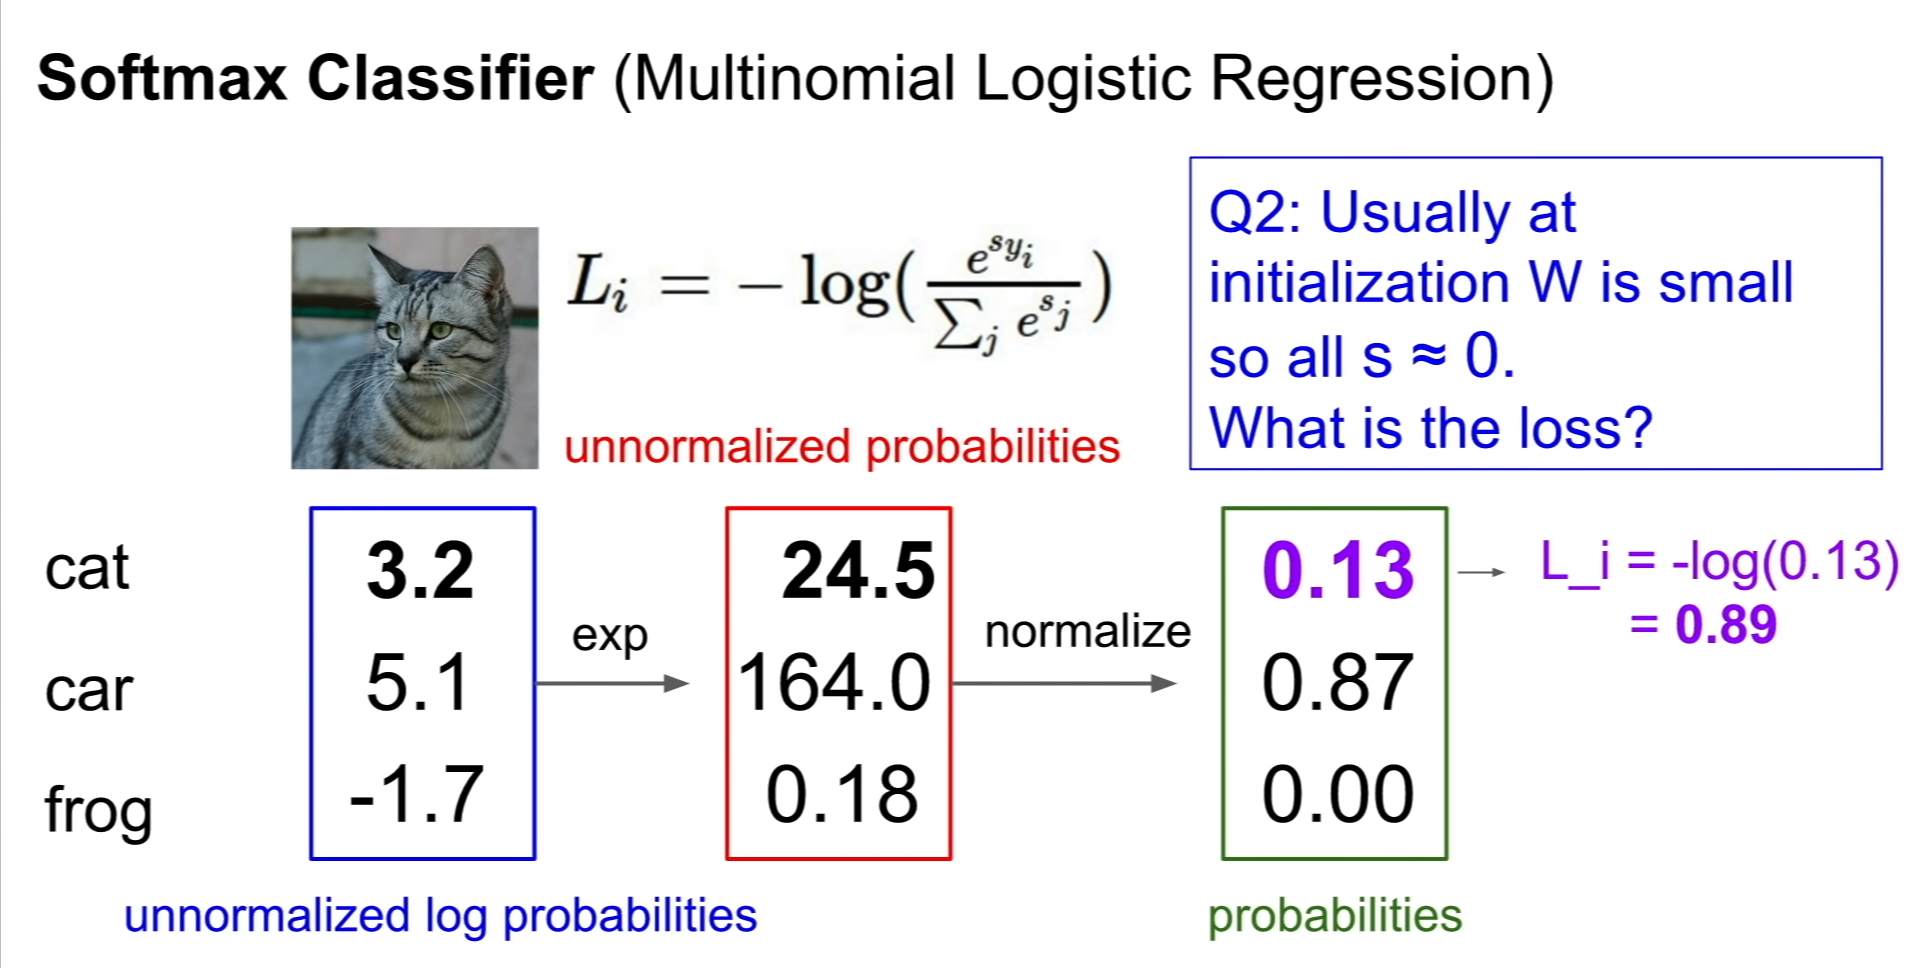 Softmax Classifier (Multinomial Logistic Regression)
L_i = − log( e^{s_{y_i}} / ∑_j e^{s_j} )
Q2: Usually at
initialization W is small
so all s ≈ 0.
What is the loss?
unnormalized probabilities
cat 3.2 24.5 0.13 L_i = -log(0.13)
= 0.89
exp normalize
car 5.1 164.0 0.87
frog -1.7 0.18 0.00
unnormalized log probabilities probabilities